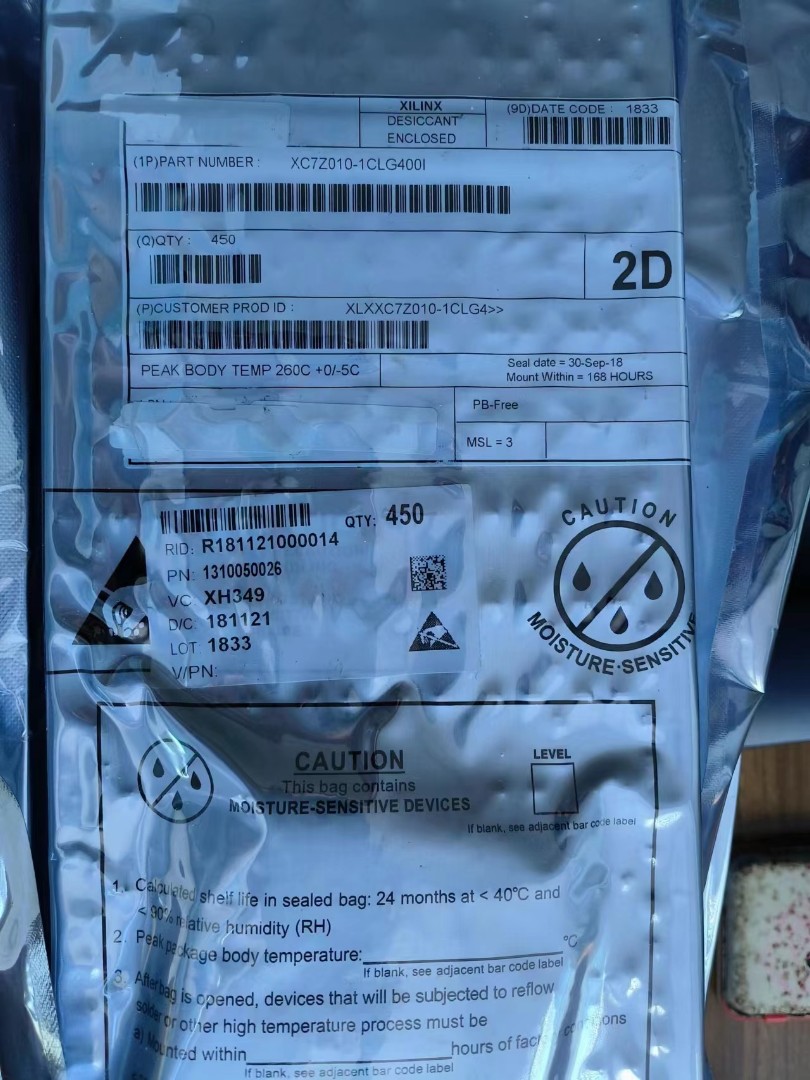 XILINX
DESICCANT
ENCLOSED
(9D)DATE CODE : 1833
(1P)PART NUMBER : XC7Z010-1CLG400I
(Q)QTY : 450
2D
(P)CUSTOMER PROD ID : XLXXC7Z010-1CLG4>>
PEAK BODY TEMP 260C +0/-5C
Seal date = 30-Sep-18
Mount Within = 168 HOURS
PB-Free
MSL = 3
QTY: 450
RID: R181121000014
PN: 1310050026
VC XH349
D/C 181121
LOT 1833
V/PN:
CAUTION
MOISTURE-SENSITIVE
CAUTION
This bag contains
MOISTURE-SENSITIVE DEVICES
LEVEL
If blank, see adjacent bar code label
1. Calculated shelf life in sealed bag: 24 months at < 40°C and
< 90% relative humidity (RH)
2. Peak package body temperature: °C
If blank, see adjacent bar code label
3. After bag is opened, devices that will be subjected to reflow
solder or other high temperature process must be
a) Mounted within hours of factory conditions
If blank, see adjacent bar code label